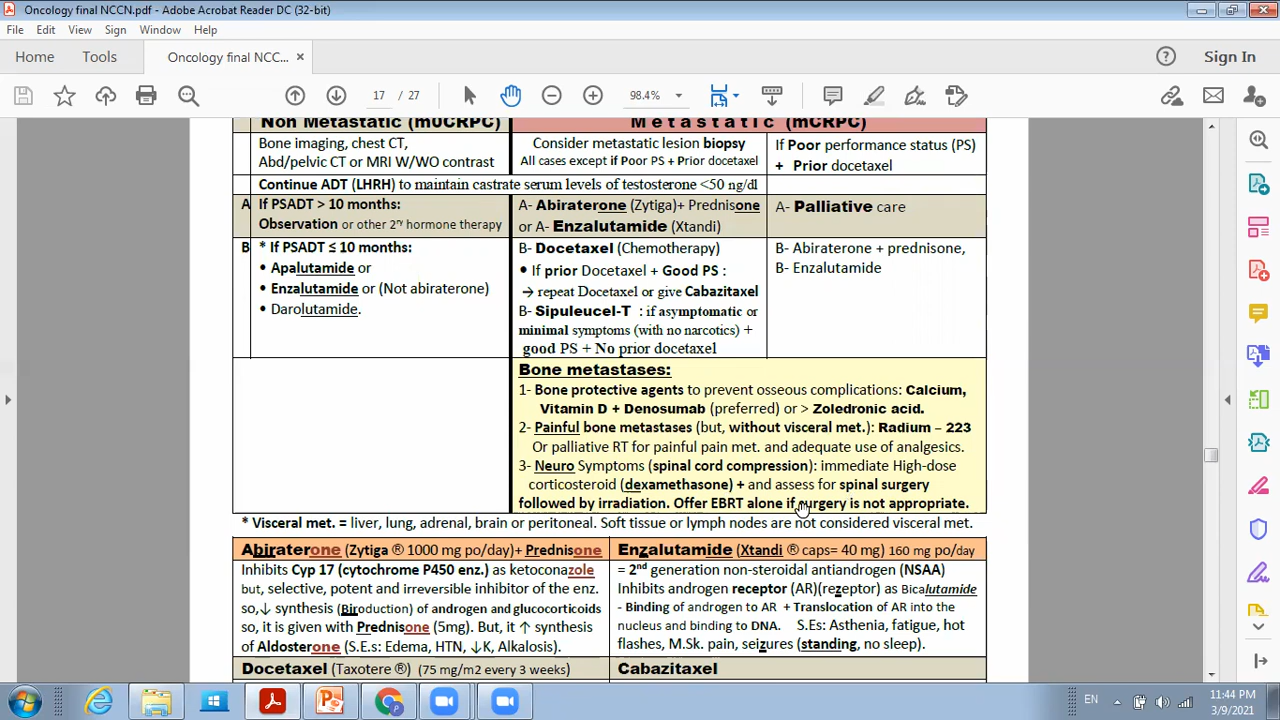 Oncology final NCCN.pdf - Adobe Acrobat Reader DC (32-bit)
File Edit View Sign Window Help
Home Tools Oncology final NCC... × Sign In
17 / 27 98.4%
Non Metastatic (m0CRPC) Metastatic (mCRPC)
Bone imaging, chest CT,
Abd/pelvic CT or MRI W/WO contrast
Consider metastatic lesion biopsy
All cases except if Poor PS + Prior docetaxel
If Poor performance status (PS)
+ Prior docetaxel
Continue ADT (LHRH) to maintain castrate serum levels of testosterone <50 ng/dl
A If PSADT > 10 months:
Observation or other 2ry hormone therapy
A- Abiraterone (Zytiga)+ Prednisone
or A- Enzalutamide (Xtandi)
A- Palliative care
B * If PSADT ≤ 10 months:
• Apalutamide or
• Enzalutamide or (Not abiraterone)
• Darolutamide.
B- Docetaxel (Chemotherapy)
• If prior Docetaxel + Good PS :
→ repeat Docetaxel or give Cabazitaxel
B- Sipuleucel-T : if asymptomatic or
minimal symptoms (with no narcotics) +
good PS + No prior docetaxel
B- Abiraterone + prednisone,
B- Enzalutamide
Bone metastases:
1- Bone protective agents to prevent osseous complications: Calcium,
Vitamin D + Denosumab (preferred) or > Zoledronic acid.
2- Painful bone metastases (but, without visceral met.): Radium – 223
Or palliative RT for painful pain met. and adequate use of analgesics.
3- Neuro Symptoms (spinal cord compression): immediate High-dose
corticosteroid (dexamethasone) + and assess for spinal surgery
followed by irradiation. Offer EBRT alone if surgery is not appropriate.
* Visceral met. = liver, lung, adrenal, brain or peritoneal. Soft tissue or lymph nodes are not considered visceral met.
Abiraterone (Zytiga ® 1000 mg po/day)+ Prednisone
Inhibits Cyp 17 (cytochrome P450 enz.) as ketoconazole
but, selective, potent and irreversible inhibitor of the enz.
so,↓ synthesis (Biroduction) of androgen and glucocorticoids
so, it is given with Prednisone (5mg). But, it ↑ synthesis
of Aldosterone (S.E.s: Edema, HTN, ↓K, Alkalosis).
Enzalutamide (Xtandi ® caps= 40 mg) 160 mg po/day
= 2nd generation non-steroidal antiandrogen (NSAA)
Inhibits androgen receptor (AR)(rezeptor) as Bicalutamide
- Binding of androgen to AR + Translocation of AR into the
nucleus and binding to DNA. S.Es: Asthenia, fatigue, hot
flashes, M.Sk. pain, seizures (standing, no sleep).
Docetaxel (Taxotere ®) (75 mg/m2 every 3 weeks)
Cabazitaxel
EN 11:44 PM
3/9/2021